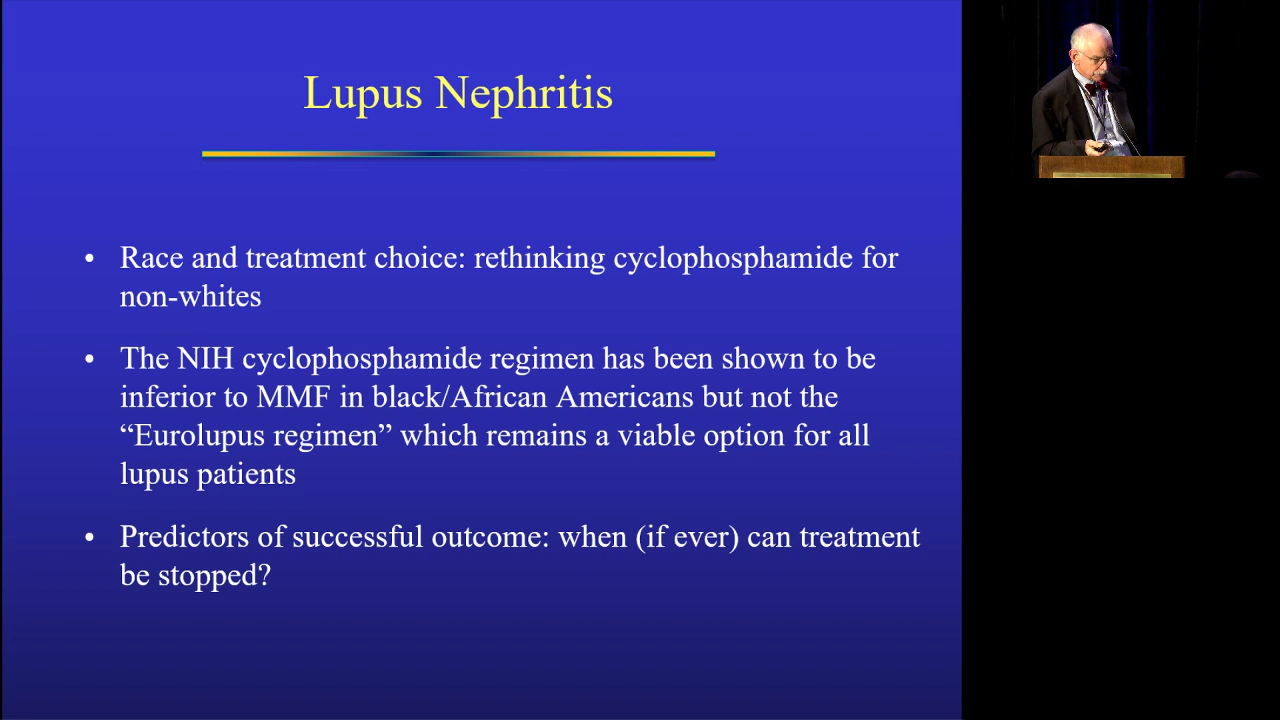 Lupus Nephritis
• Race and treatment choice: rethinking cyclophosphamide for
non-whites
• The NIH cyclophosphamide regimen has been shown to be
inferior to MMF in black/African Americans but not the
“Eurolupus regimen” which remains a viable option for all
lupus patients
• Predictors of successful outcome: when (if ever) can treatment
be stopped?